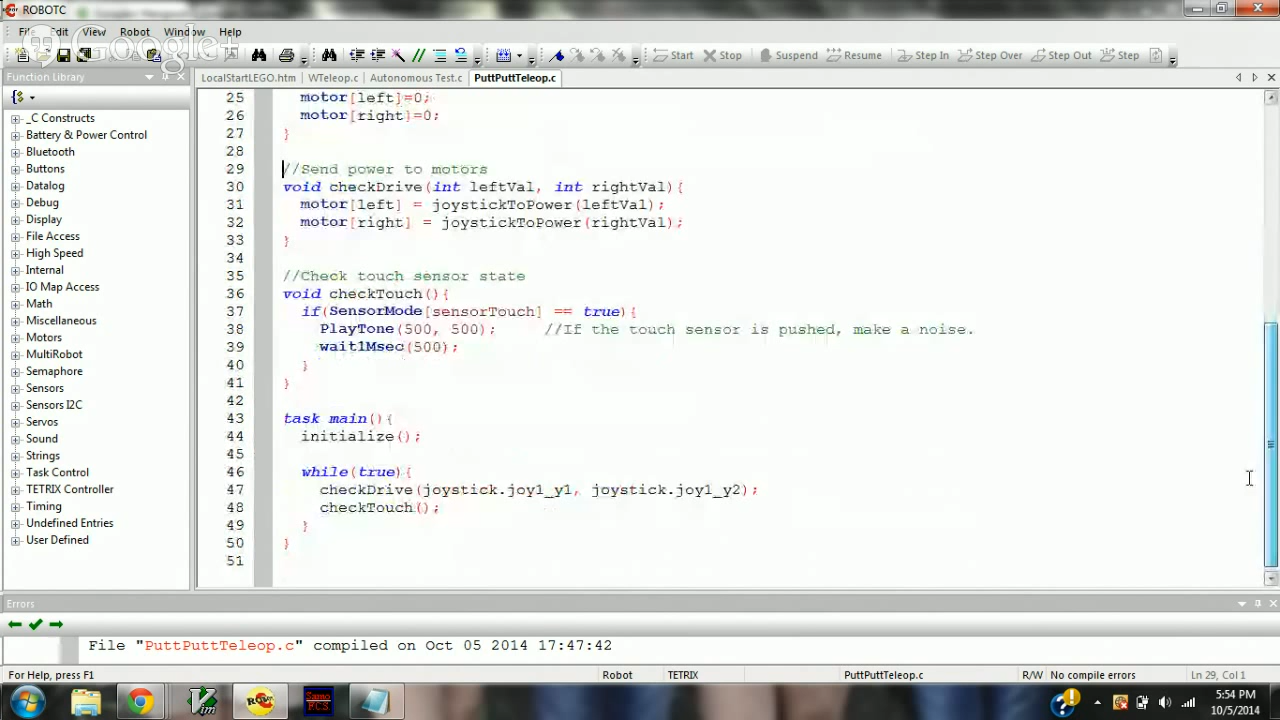 ROBOTC
File Edit View Robot Window Help
Google+
Start Stop Suspend Resume Step In Step Over Step Out Step
Function Library
LocalStartLEGO.htm WTeleop.c Autonomous Test.c PuttPuttTeleop.c
_C Constructs
Battery & Power Control
Bluetooth
Buttons
Datalog
Debug
Display
File Access
High Speed
Internal
IO Map Access
Math
Miscellaneous
Motors
MultiRobot
Semaphore
Sensors
Sensors I2C
Servos
Sound
Strings
Task Control
TETRIX Controller
Timing
Undefined Entries
User Defined
25 motor[left]=0;
26 motor[right]=0;
27 }
28
29 //Send power to motors
30 void checkDrive(int leftVal, int rightVal){
31 motor[left] = joystickToPower(leftVal);
32 motor[right] = joystickToPower(rightVal);
33 }
34
35 //Check touch sensor state
36 void checkTouch(){
37 if(SensorMode[sensorTouch] == true){
38 PlayTone(500, 500); //If the touch sensor is pushed, make a noise.
39 wait1Msec(500);
40 }
41 }
42
43 task main(){
44 initialize();
45
46 while(true){
47 checkDrive(joystick.joy1_y1, joystick.joy1_y2);
48 checkTouch();
49 }
50 }
51
Errors
File "PuttPuttTeleop.c" compiled on Oct 05 2014 17:47:42
For Help, press F1 Robot TETRIX PuttPuttTeleop.c R/W No compile errors Ln 29, Col 1
Vim
Samo
FCS
5:54 PM
10/5/2014